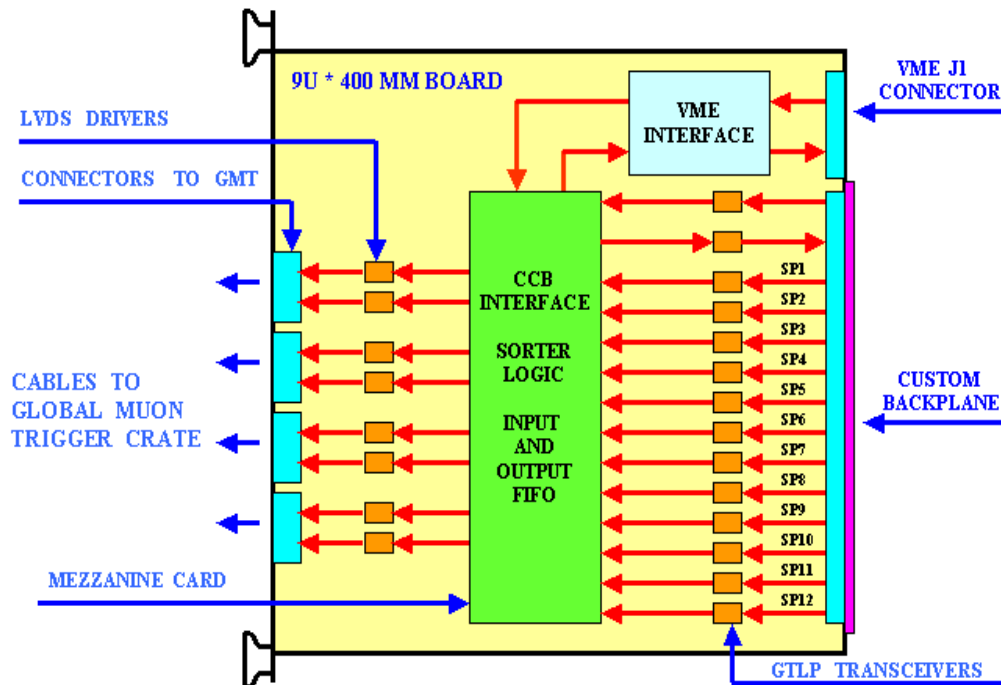 9U * 400 MM BOARD
VME J1
CONNECTOR
LVDS DRIVERS
VME
INTERFACE
CONNECTORS TO GMT
CCB
INTERFACE
SORTER
LOGIC
INPUT
AND
OUTPUT
FIFO
SP1
SP2
SP3
SP4
SP5
SP6
SP7
SP8
SP9
SP10
SP11
SP12
CABLES TO
GLOBAL MUON
TRIGGER CRATE
CUSTOM
BACKPLANE
MEZZANINE CARD
GTLP TRANSCEIVERS